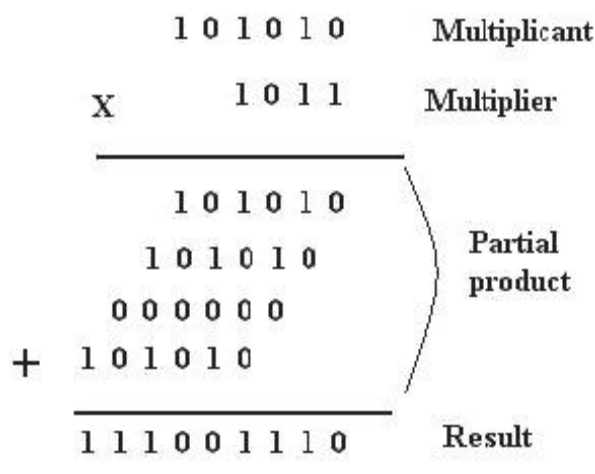 1 0 1 0 1 0 Multiplicant
X 1 0 1 1 Multiplier
1 0 1 0 1 0
1 0 1 0 1 0
Partial
product
0 0 0 0 0 0
+ 1 0 1 0 1 0
1 1 1 0 0 1 1 1 0 Result